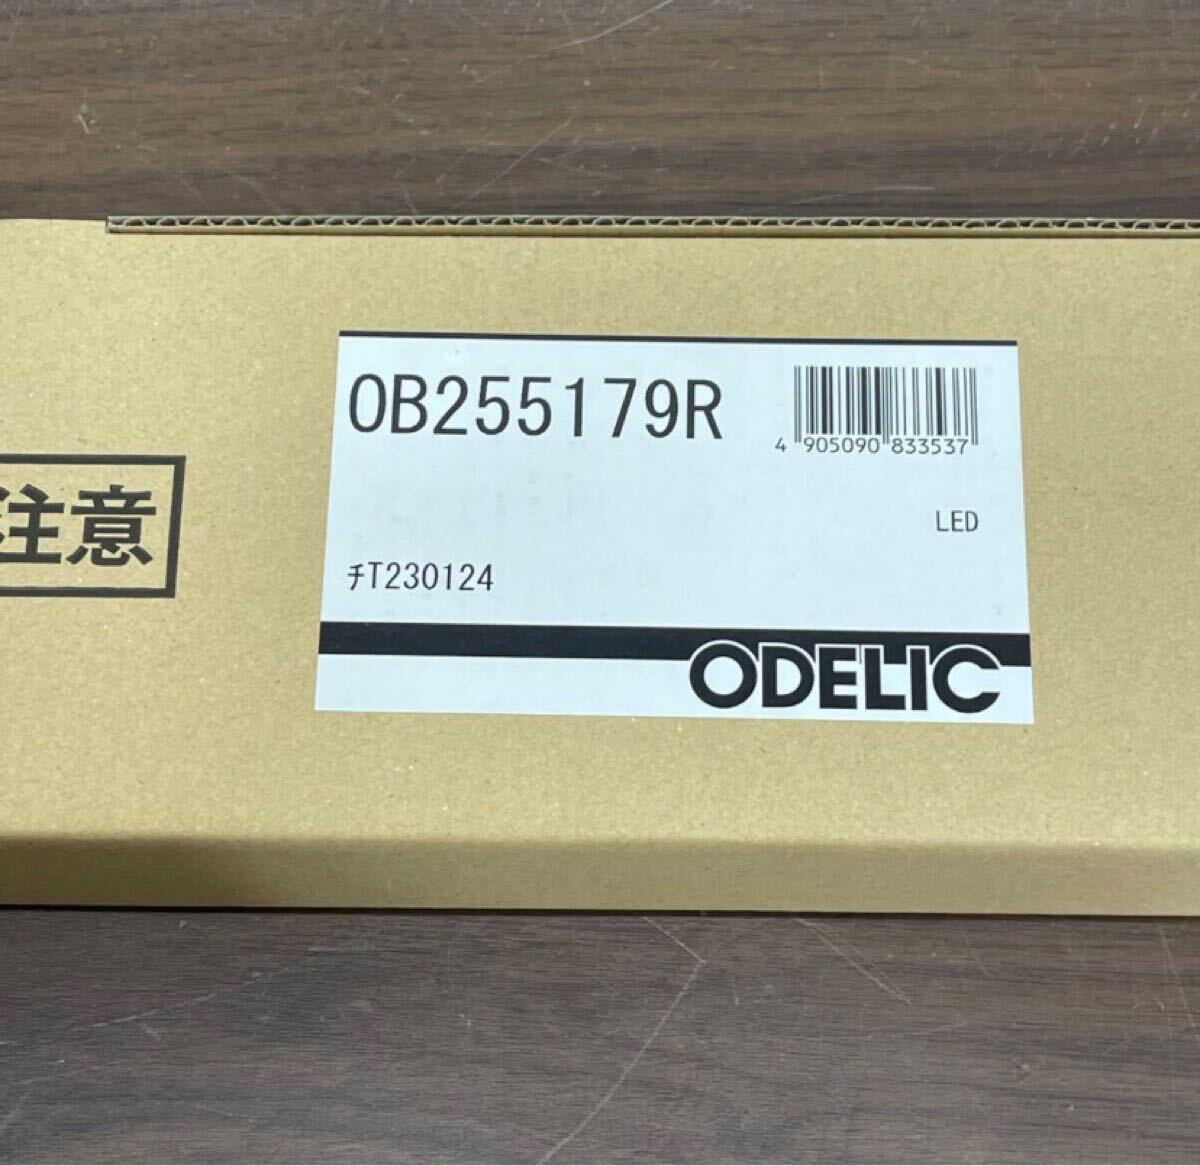 OB255179R
4 905090 833537
LED
ﾁT230124
ODELIC
注意